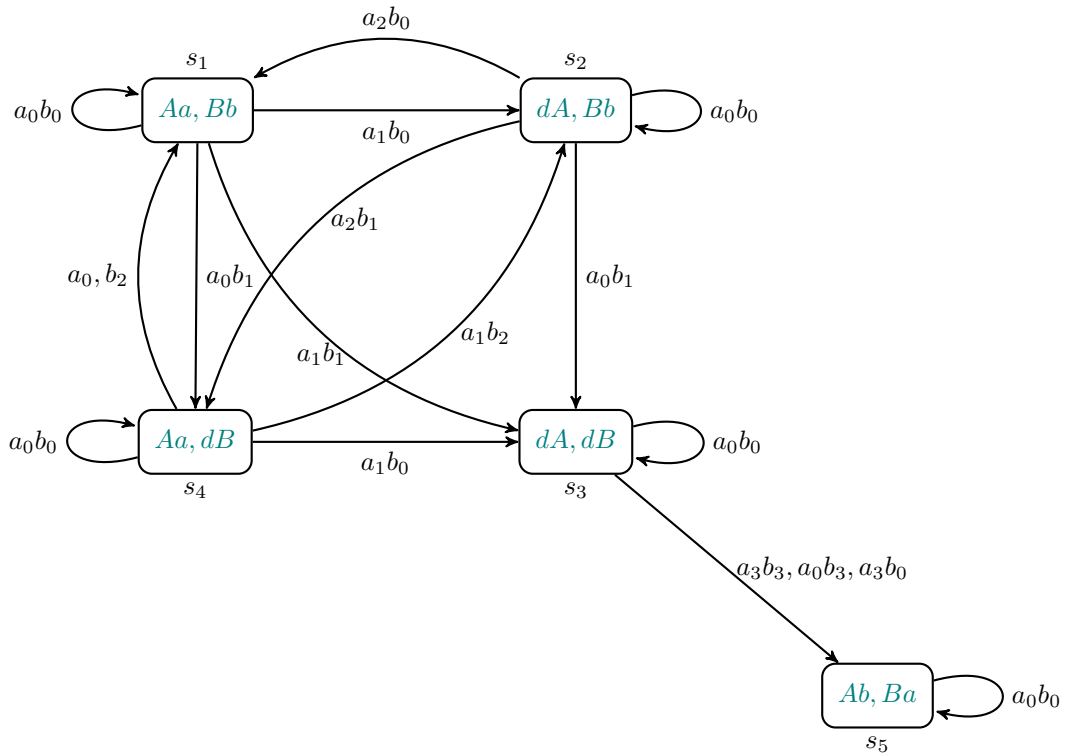 a₂b₀
s₁
s₂
a₀b₀
Aa, Bb
dA, Bb
a₀b₀
a₁b₀
a₂b₁
a₀, b₂
a₀b₁
a₀b₁
a₁b₂
a₁b₁
a₀b₀
Aa, dB
dA, dB
a₀b₀
a₁b₀
s₄
s₃
a₃b₃, a₀b₃, a₃b₀
Ab, Ba
a₀b₀
s₅